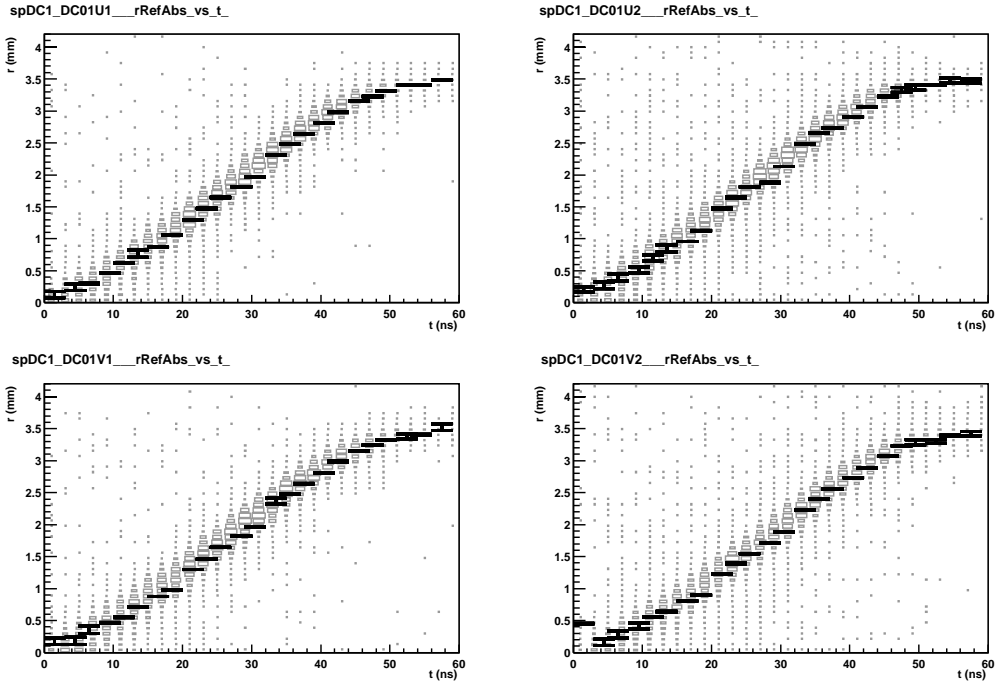 spDC1_DC01U1___rRefAbs_vs_t_
r (mm)
4
3.5
3
2.5
2
1.5
1
0.5
0
0 10 20 30 40 50 60
t (ns)
spDC1_DC01U2___rRefAbs_vs_t_
r (mm)
4
3.5
3
2.5
2
1.5
1
0.5
0
0 10 20 30 40 50 60
t (ns)
spDC1_DC01V1___rRefAbs_vs_t_
r (mm)
4
3.5
3
2.5
2
1.5
1
0.5
0
0 10 20 30 40 50 60
t (ns)
spDC1_DC01V2___rRefAbs_vs_t_
r (mm)
4
3.5
3
2.5
2
1.5
1
0.5
0
0 10 20 30 40 50 60
t (ns)